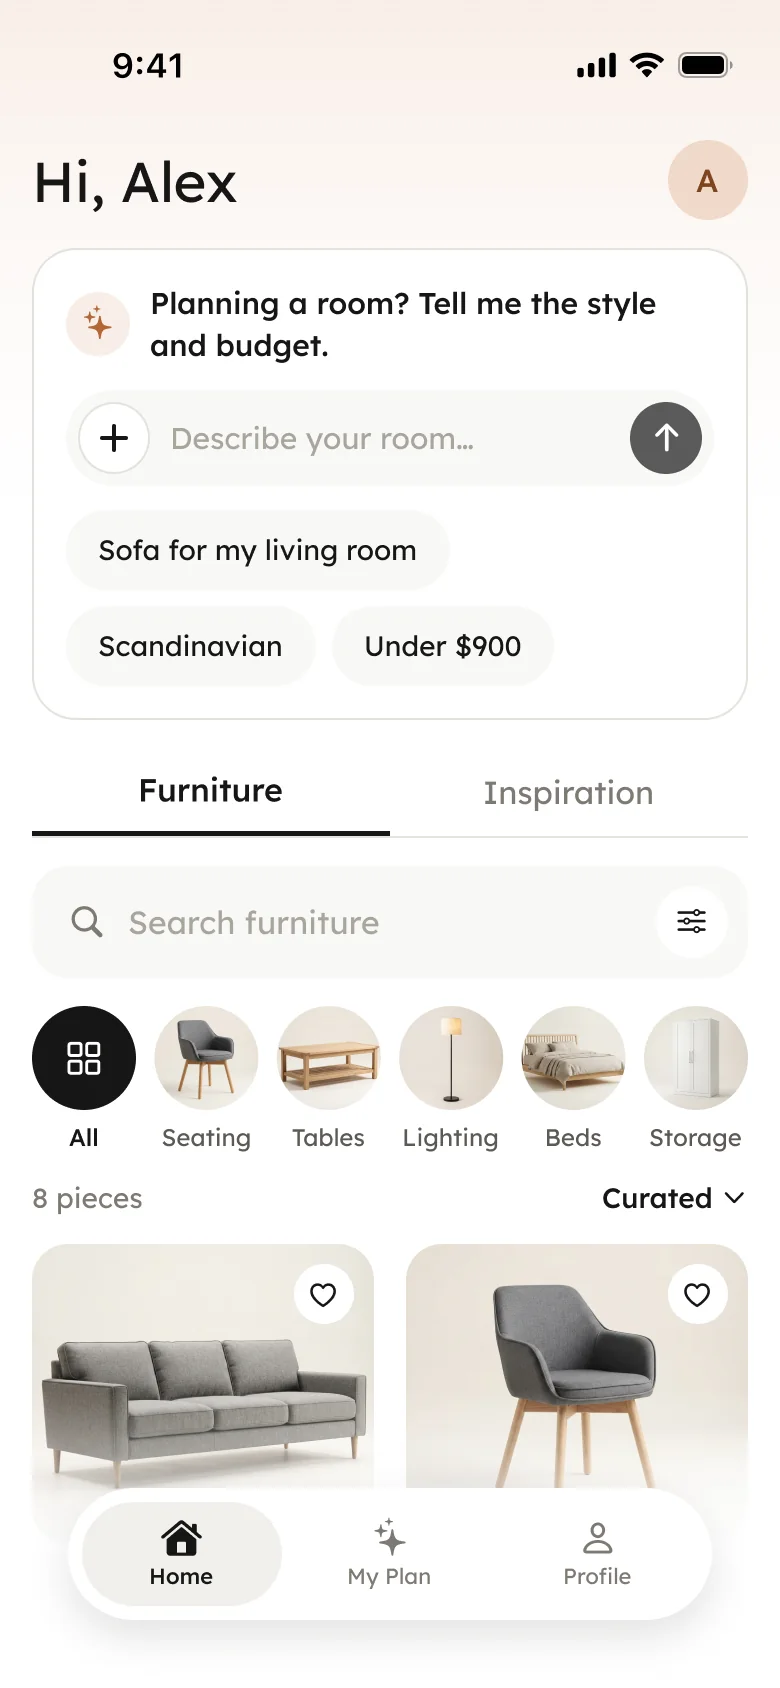 9:41
Hi, Alex
A
Planning a room? Tell me the style
and budget.
Describe your room...
Sofa for my living room
Scandinavian
Under $900
Furniture
Inspiration
Search furniture
All
Seating
Tables
Lighting
Beds
Storage
8 pieces
Curated
Home
My Plan
Profile